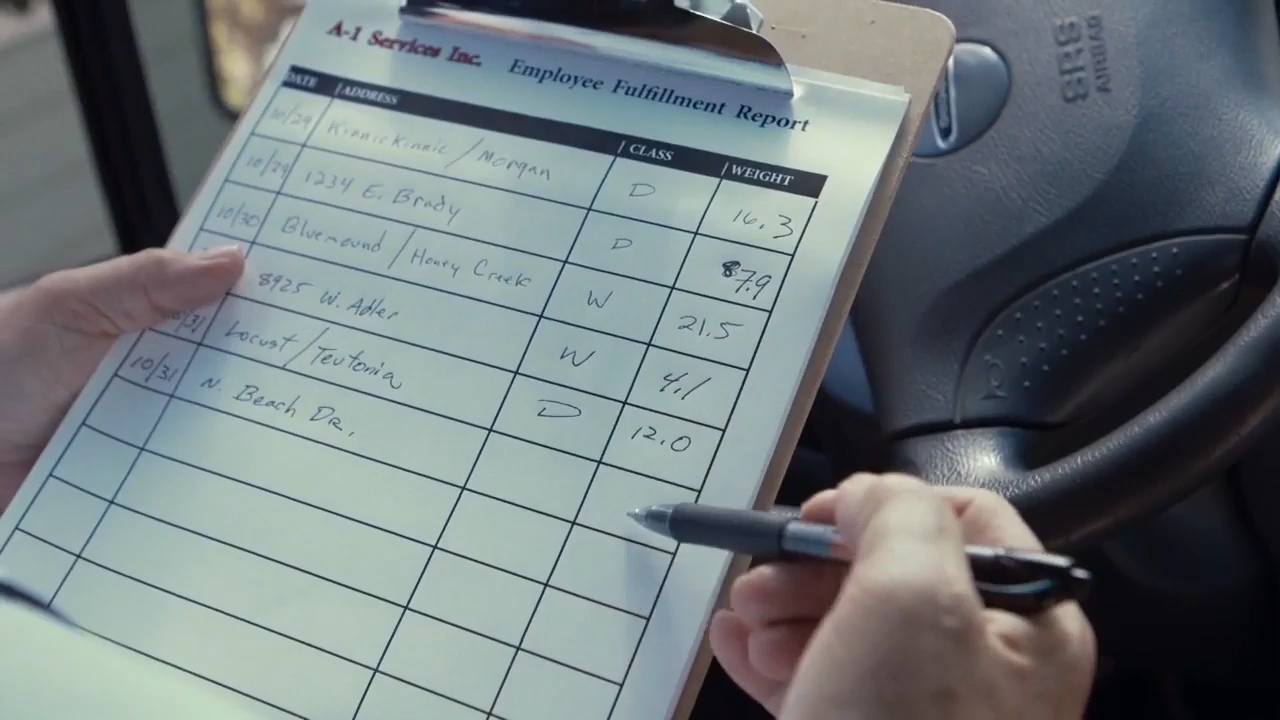 A-1 Services Inc. Employee Fulfillment Report
DATE ADDRESS CLASS WEIGHT
10/29 Kinnickinnic / Morgan D 16.3
10/29 1234 E. Brady D 87.9
10/30 Bluemound / Honey Creek W 21.5
8925 W. Adler W 4.1
Locust / Teutonia D 12.0
10/31 N. Beach DR.
SRS
AIRBAG